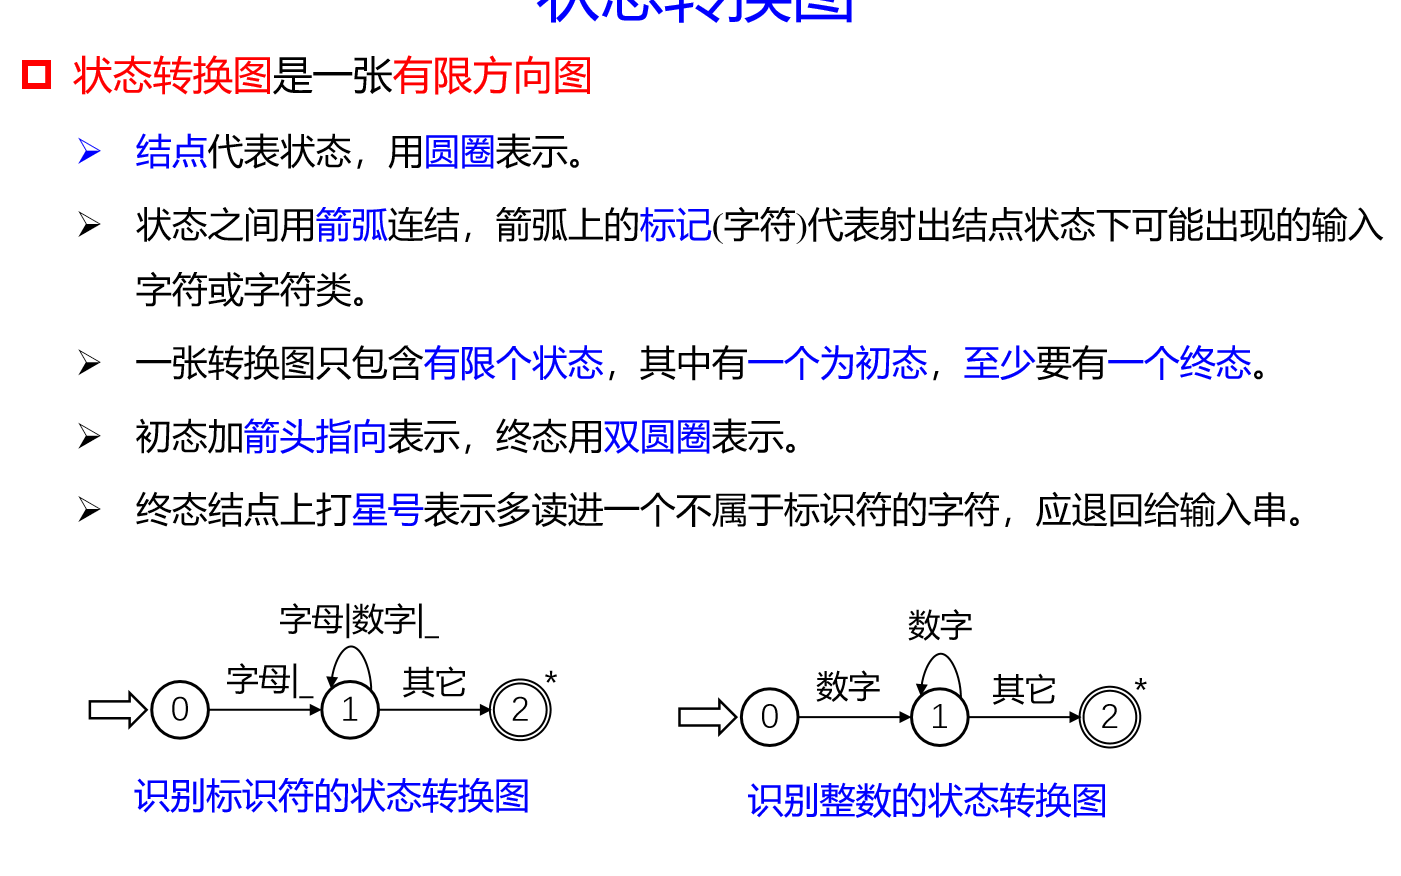 状态转换图
状态转换图是一张有限方向图
结点代表状态，用圆圈表示。
状态之间用箭弧连结，箭弧上的标记(字符)代表射出结点状态下可能出现的输入
字符或字符类。
一张转换图只包含有限个状态，其中有一个为初态，至少要有一个终态。
初态加箭头指向表示，终态用双圆圈表示。
终态结点上打星号表示多读进一个不属于标识符的字符，应退回给输入串。
字母|数字|_
字母|_
其它
*
0
1
2
识别标识符的状态转换图
数字
数字
其它
*
0
1
2
识别整数的状态转换图